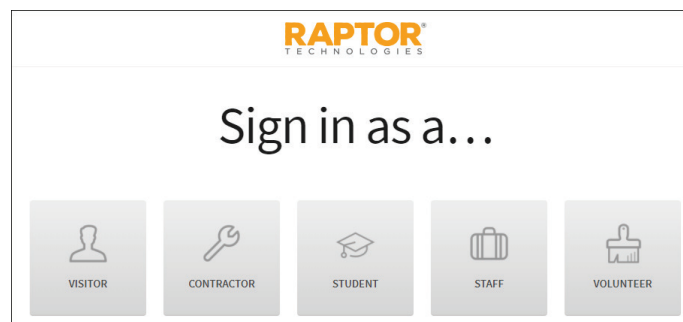 RAPTOR®
TECHNOLOGIES
Sign in as a...
VISITOR CONTRACTOR STUDENT STAFF VOLUNTEER